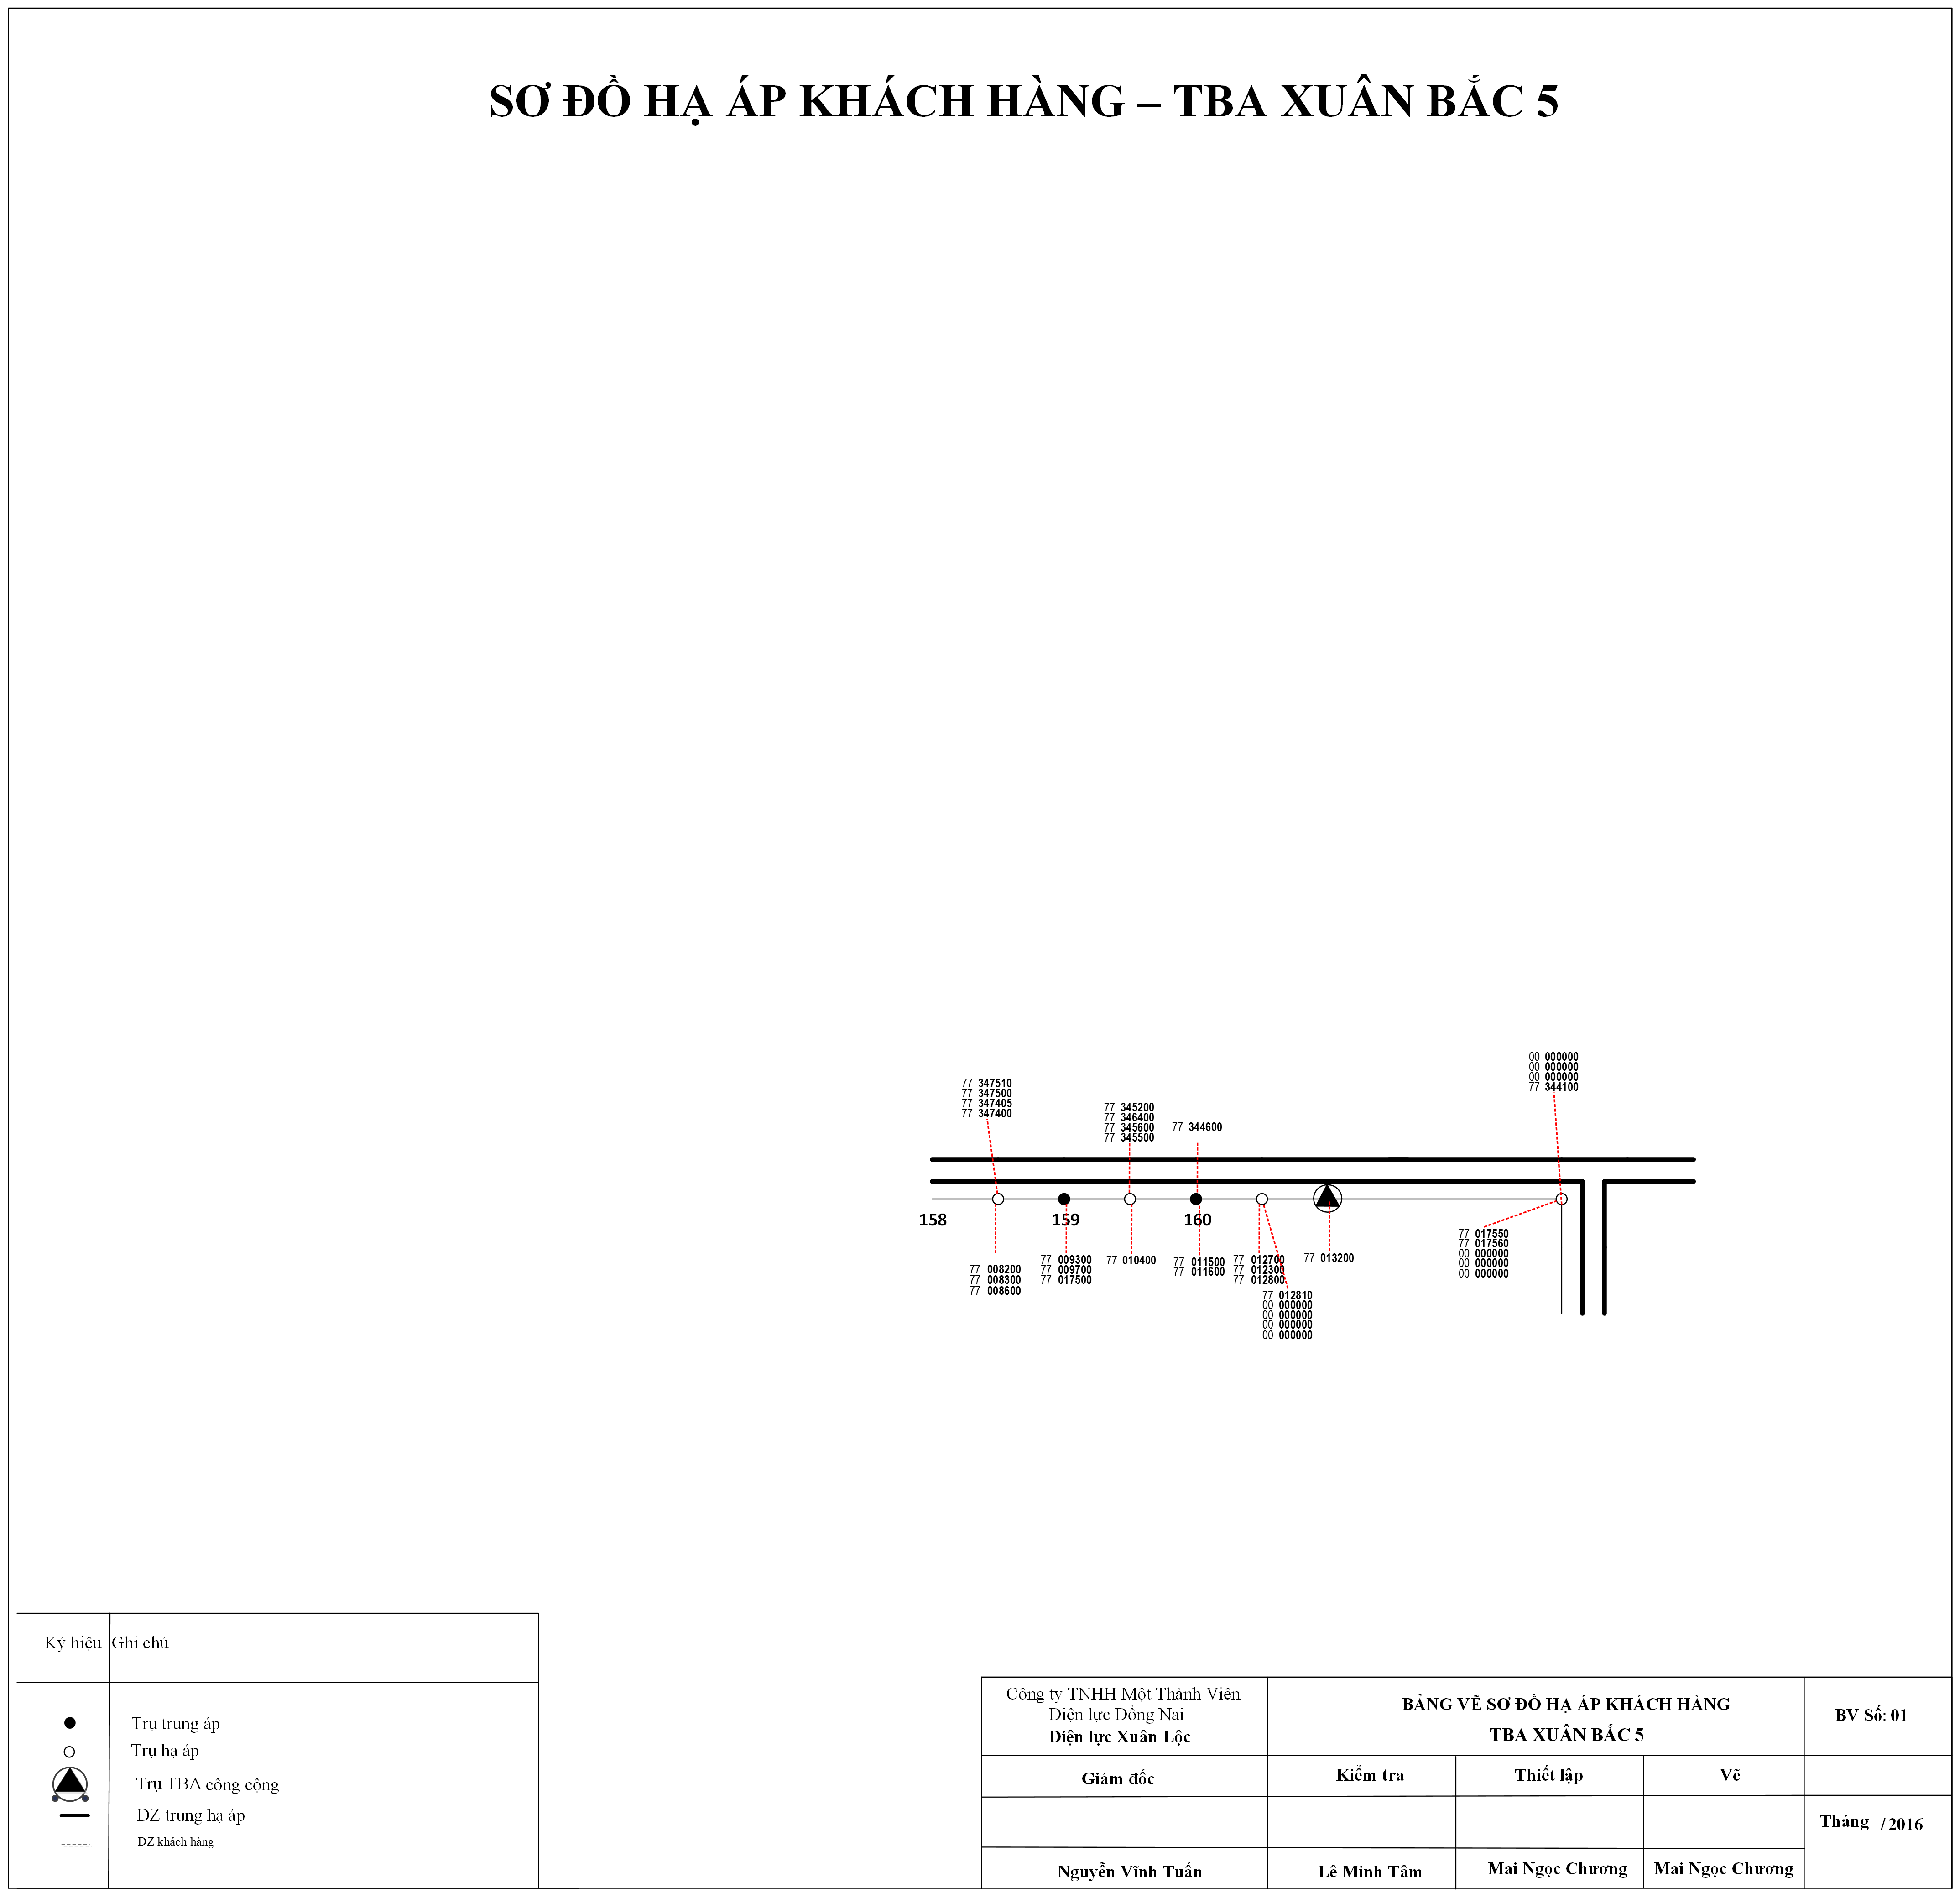 SƠ ĐỒ HẠ ÁP KHÁCH HÀNG – TBA XUÂN BẮC 5
00 000000
00 000000
00 000000
77 344100
77 347510
77 347500
77 347405
77 347400
77 345200
77 346400
77 345600
77 345500
77 344600
158
159
160
77 008200
77 008300
77 008600
77 009300
77 009700
77 017500
77 010400
77 011500
77 011600
77 012700
77 012300
77 012800
77 012810
00 000000
00 000000
00 000000
00 000000
77 013200
77 017550
77 017560
00 000000
00 000000
00 000000
Ký hiệu Ghi chú
Trụ trung áp
Trụ hạ áp
Trụ TBA công cộng
DZ trung hạ áp
DZ khách hàng
Công ty TNHH Một Thành Viên
Điện lực Đồng Nai
Điện lực Xuân Lộc
BẢNG VẼ SƠ ĐỒ HẠ ÁP KHÁCH HÀNG
TBA XUÂN BẮC 5
BV Số: 01
Giám đốc
Kiểm tra
Thiết lập
Vẽ
Tháng / 2016
Nguyễn Vĩnh Tuấn
Lê Minh Tâm
Mai Ngọc Chương
Mai Ngọc Chương